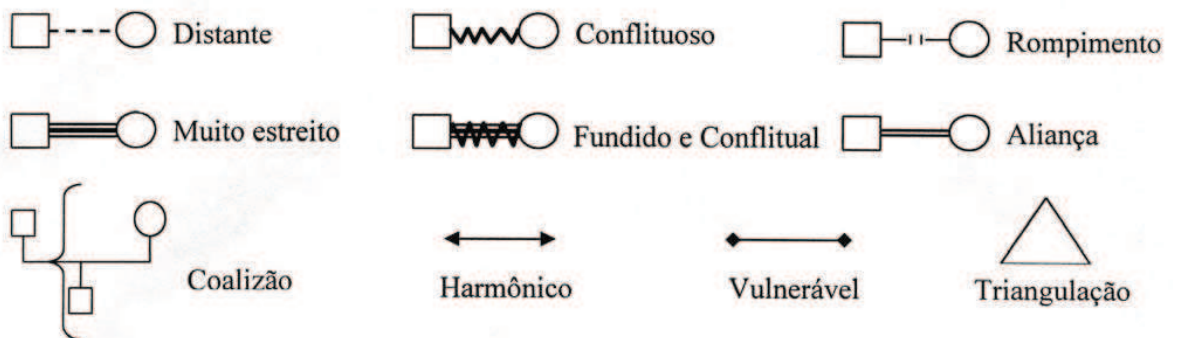 Distante
Conflituoso
Rompimento
Muito estreito
Fundido e Conflitual
Aliança
Coalizão
Harmônico
Vulnerável
Triangulação